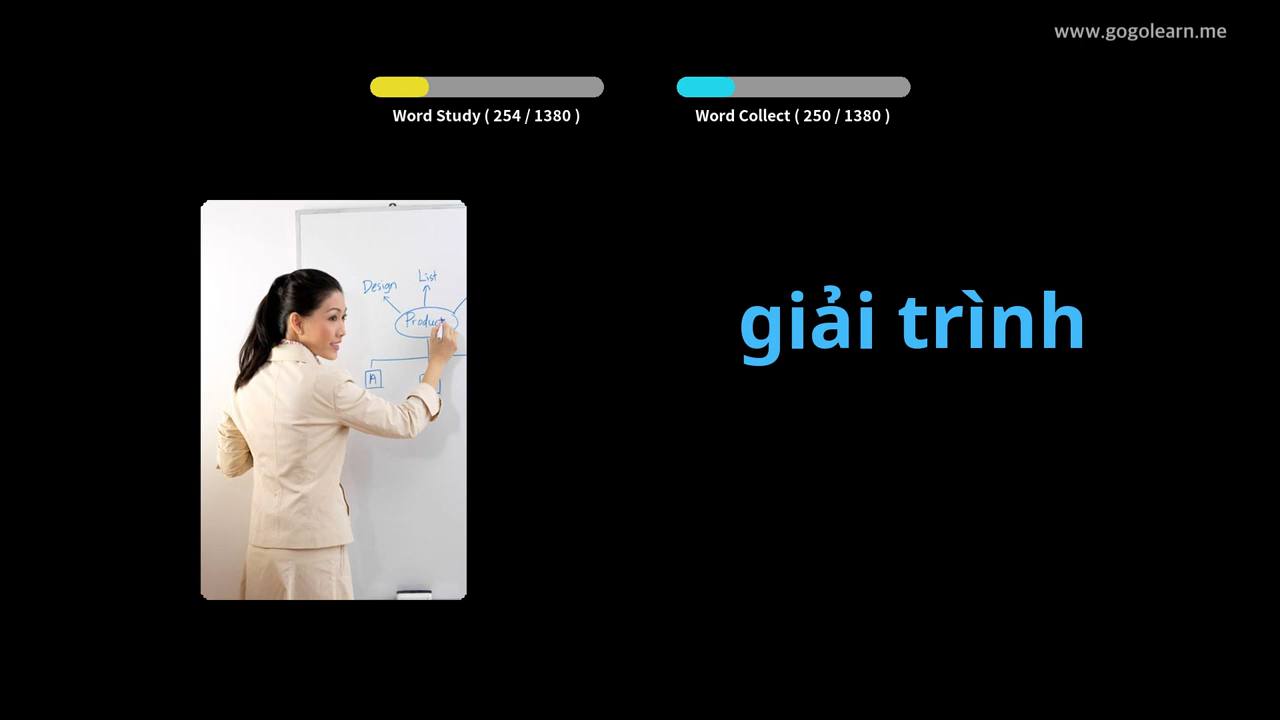 www.gogolearn.me
Word Study ( 254 / 1380 )
Word Collect ( 250 / 1380 )
giải trình
Design
List
Product
A